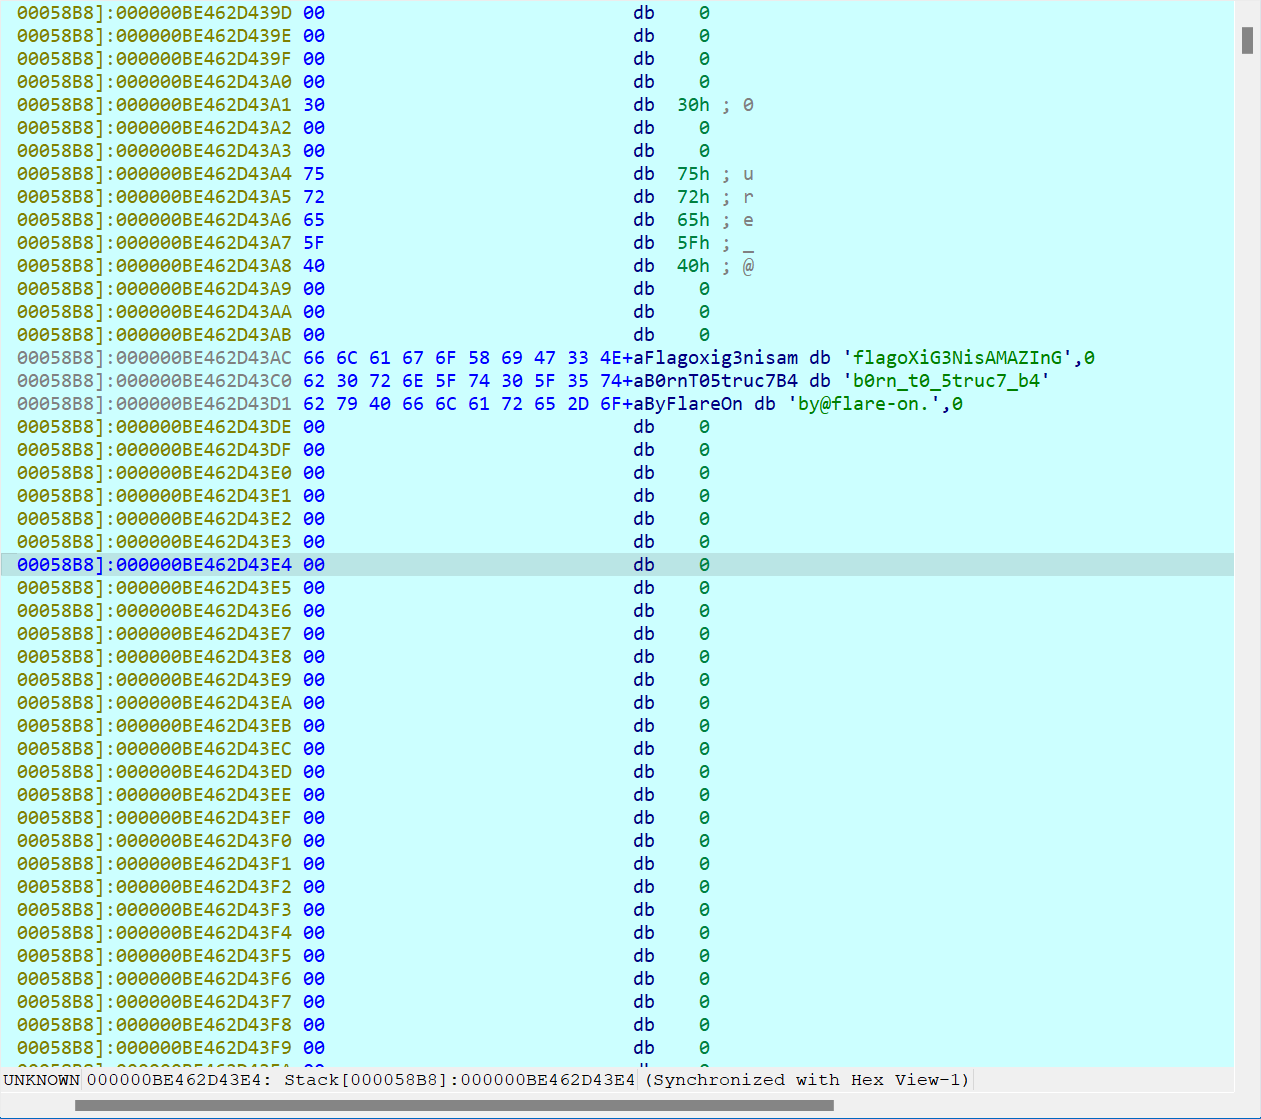 00058B8]:000000BE462D439D 00 db 0
00058B8]:000000BE462D439E 00 db 0
00058B8]:000000BE462D439F 00 db 0
00058B8]:000000BE462D43A0 00 db 0
00058B8]:000000BE462D43A1 30 db 30h ; 0
00058B8]:000000BE462D43A2 00 db 0
00058B8]:000000BE462D43A3 00 db 0
00058B8]:000000BE462D43A4 75 db 75h ; u
00058B8]:000000BE462D43A5 72 db 72h ; r
00058B8]:000000BE462D43A6 65 db 65h ; e
00058B8]:000000BE462D43A7 5F db 5Fh ; _
00058B8]:000000BE462D43A8 40 db 40h ; @
00058B8]:000000BE462D43A9 00 db 0
00058B8]:000000BE462D43AA 00 db 0
00058B8]:000000BE462D43AB 00 db 0
00058B8]:000000BE462D43AC 66 6C 61 67 6F 58 69 47 33 4E+aFlagoxig3nisam db 'flagoXiG3NisAMAZInG',0
00058B8]:000000BE462D43C0 62 30 72 6E 5F 74 30 5F 35 74+aB0rnT05truc7B4 db 'b0rn_t0_5truc7_b4'
00058B8]:000000BE462D43D1 62 79 40 66 6C 61 72 65 2D 6F+aByFlareOn db 'by@flare-on.',0
00058B8]:000000BE462D43DE 00 db 0
00058B8]:000000BE462D43DF 00 db 0
00058B8]:000000BE462D43E0 00 db 0
00058B8]:000000BE462D43E1 00 db 0
00058B8]:000000BE462D43E2 00 db 0
00058B8]:000000BE462D43E3 00 db 0
00058B8]:000000BE462D43E4 00 db 0
00058B8]:000000BE462D43E5 00 db 0
00058B8]:000000BE462D43E6 00 db 0
00058B8]:000000BE462D43E7 00 db 0
00058B8]:000000BE462D43E8 00 db 0
00058B8]:000000BE462D43E9 00 db 0
00058B8]:000000BE462D43EA 00 db 0
00058B8]:000000BE462D43EB 00 db 0
00058B8]:000000BE462D43EC 00 db 0
00058B8]:000000BE462D43ED 00 db 0
00058B8]:000000BE462D43EE 00 db 0
00058B8]:000000BE462D43EF 00 db 0
00058B8]:000000BE462D43F0 00 db 0
00058B8]:000000BE462D43F1 00 db 0
00058B8]:000000BE462D43F2 00 db 0
00058B8]:000000BE462D43F3 00 db 0
00058B8]:000000BE462D43F4 00 db 0
00058B8]:000000BE462D43F5 00 db 0
00058B8]:000000BE462D43F6 00 db 0
00058B8]:000000BE462D43F7 00 db 0
00058B8]:000000BE462D43F8 00 db 0
00058B8]:000000BE462D43F9 00 db 0
UNKNOWN 000000BE462D43E4: Stack[000058B8]:000000BE462D43E4 (Synchronized with Hex View-1)